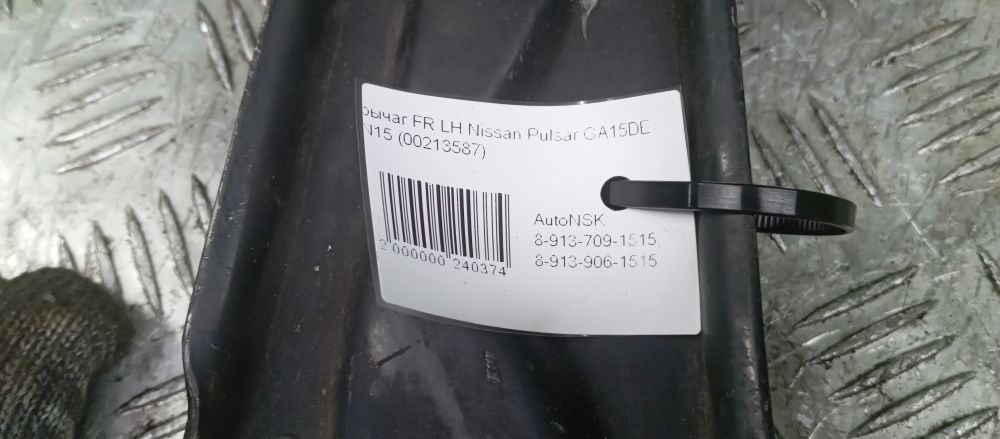 рычаг FR LH Nissan Pulsar GA15DE
N15 (00213587)
2 000000 240374
AutoNSK
8-913-709-1515,
8-913-906-1515